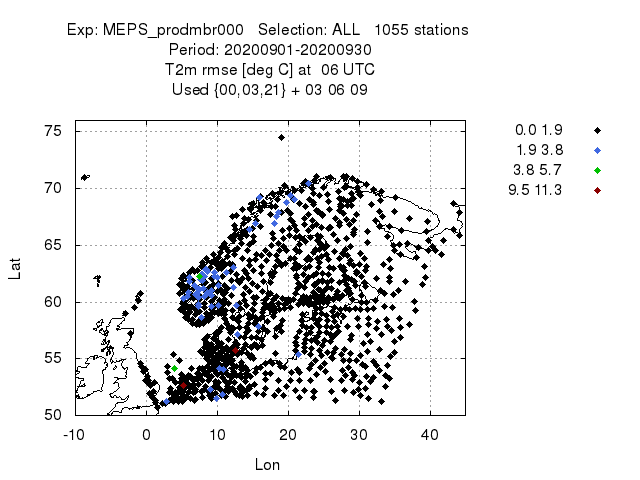 Exp: MEPS_prodmbr000   Selection: ALL   1055 stations
Period: 20200901-20200930
T2m rmse [deg C] at  06 UTC
Used {00,03,21} + 03 06 09
0.0 1.9
1.9 3.8
3.8 5.7
9.5 11.3
75
70
65
60
55
50
Lat
-10 0 10 20 30 40
Lon